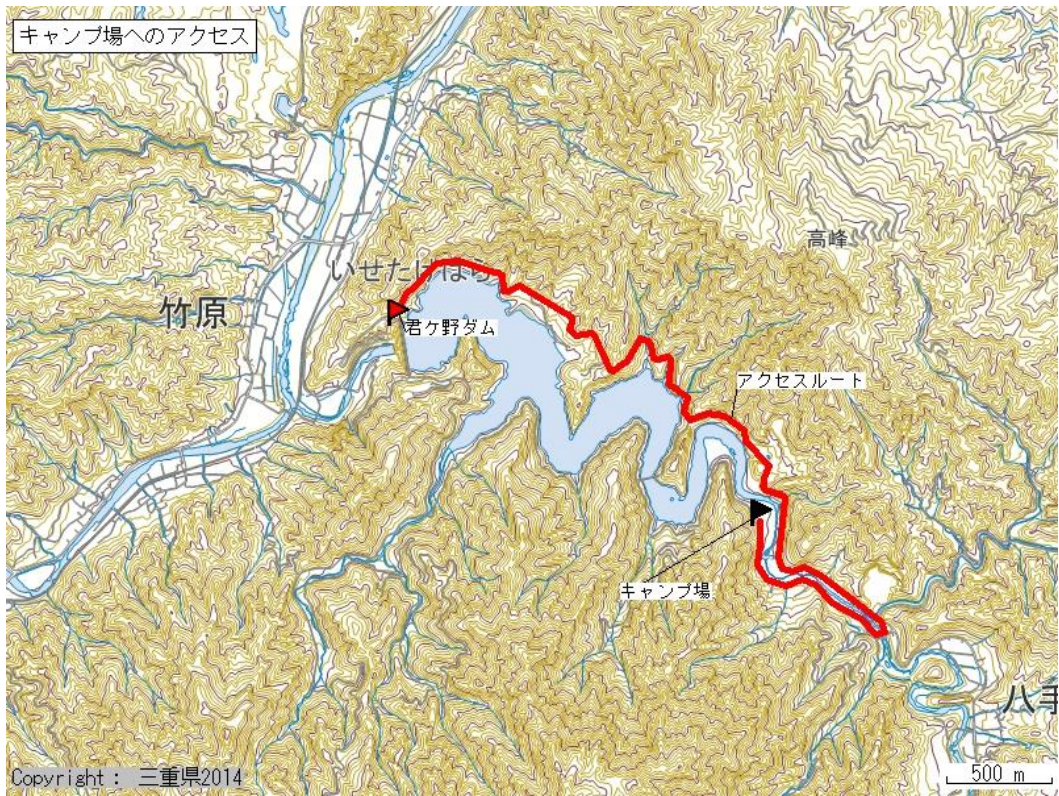 キャンプ場へのアクセス
高峰
いせたけはら
竹原
君ケ野ダム
アクセスルート
キャンプ場
八手
Copyright : 三重県2014
500 m